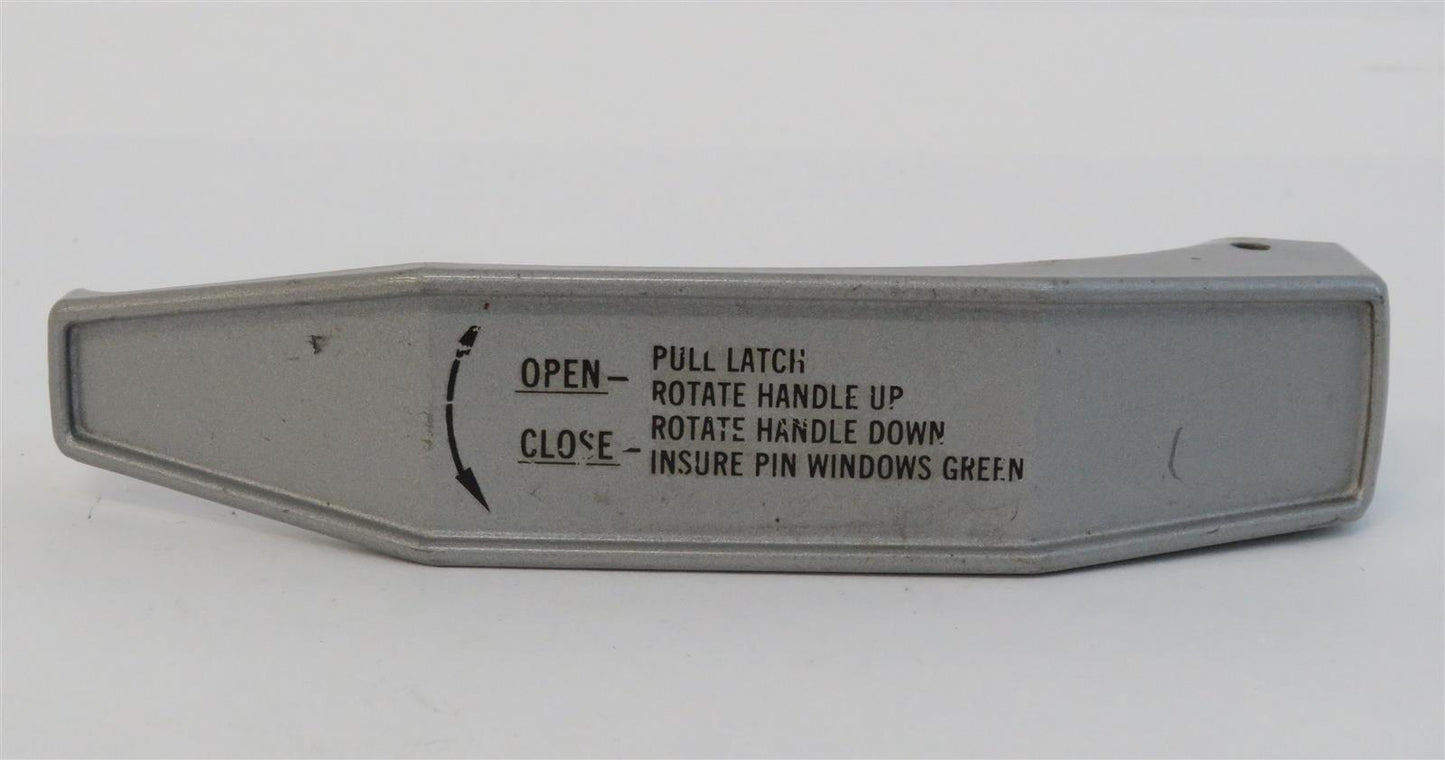 OPEN – PULL LATCH
ROTATE HANDLE UP
CLOSE – ROTATE HANDLE DOWN
INSURE PIN WINDOWS GREEN